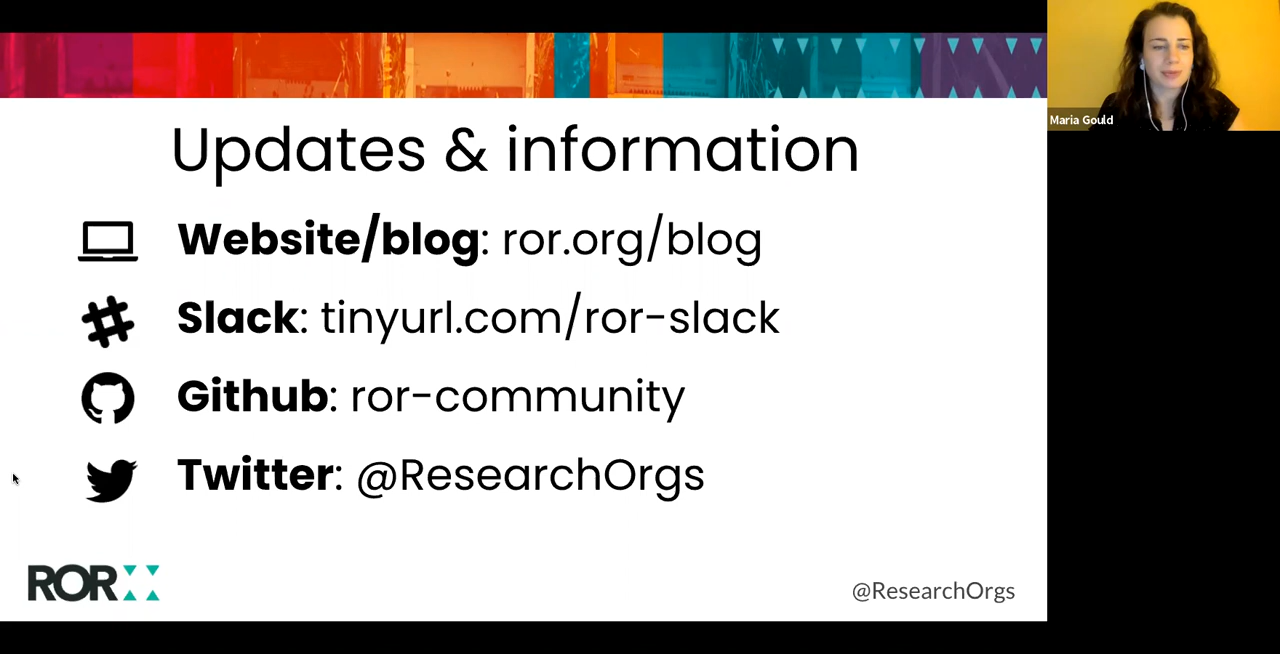 Updates & information
Website/blog: ror.org/blog
Slack: tinyurl.com/ror-slack
Github: ror-community
Twitter: @ResearchOrgs
ROR
@ResearchOrgs
Maria Gould